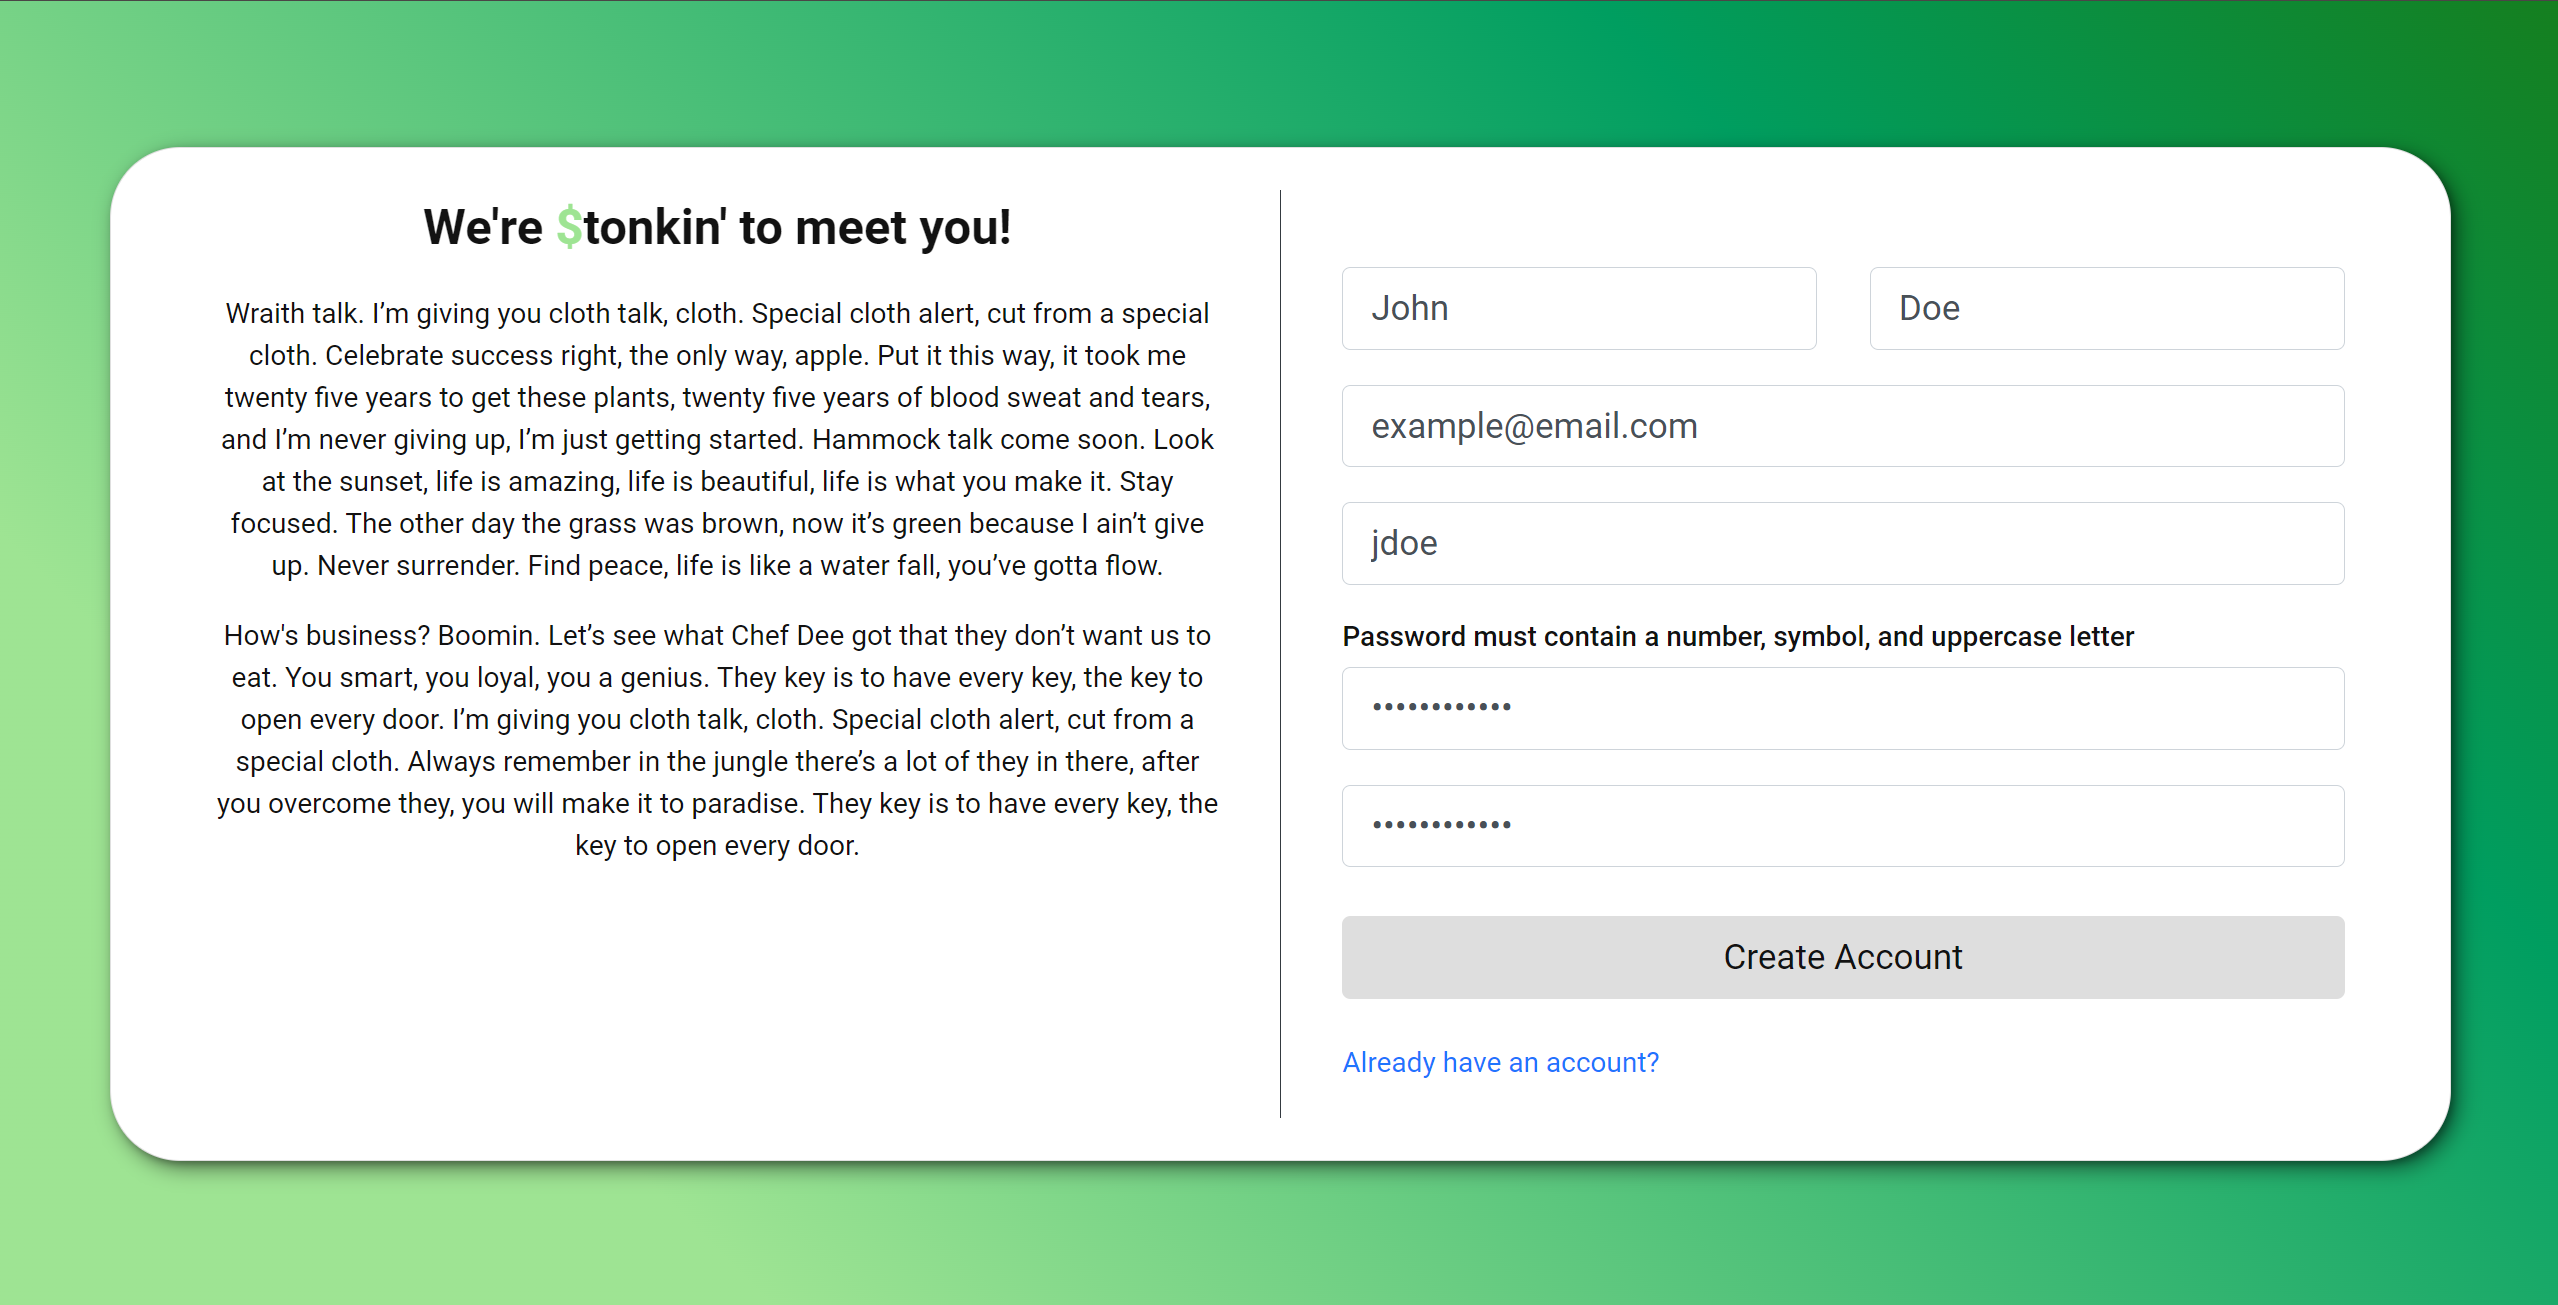 We're $tonkin' to meet you!
Wraith talk. I’m giving you cloth talk, cloth. Special cloth alert, cut from a special
cloth. Celebrate success right, the only way, apple. Put it this way, it took me
twenty five years to get these plants, twenty five years of blood sweat and tears,
and I’m never giving up, I’m just getting started. Hammock talk come soon. Look
at the sunset, life is amazing, life is beautiful, life is what you make it. Stay
focused. The other day the grass was brown, now it’s green because I ain’t give
up. Never surrender. Find peace, life is like a water fall, you’ve gotta flow.
How's business? Boomin. Let’s see what Chef Dee got that they don’t want us to
eat. You smart, you loyal, you a genius. They key is to have every key, the key to
open every door. I’m giving you cloth talk, cloth. Special cloth alert, cut from a
special cloth. Always remember in the jungle there’s a lot of they in there, after
you overcome they, you will make it to paradise. They key is to have every key, the
key to open every door.
John
Doe
example@email.com
jdoe
Password must contain a number, symbol, and uppercase letter
••••••••••••
••••••••••••
Create Account
Already have an account?